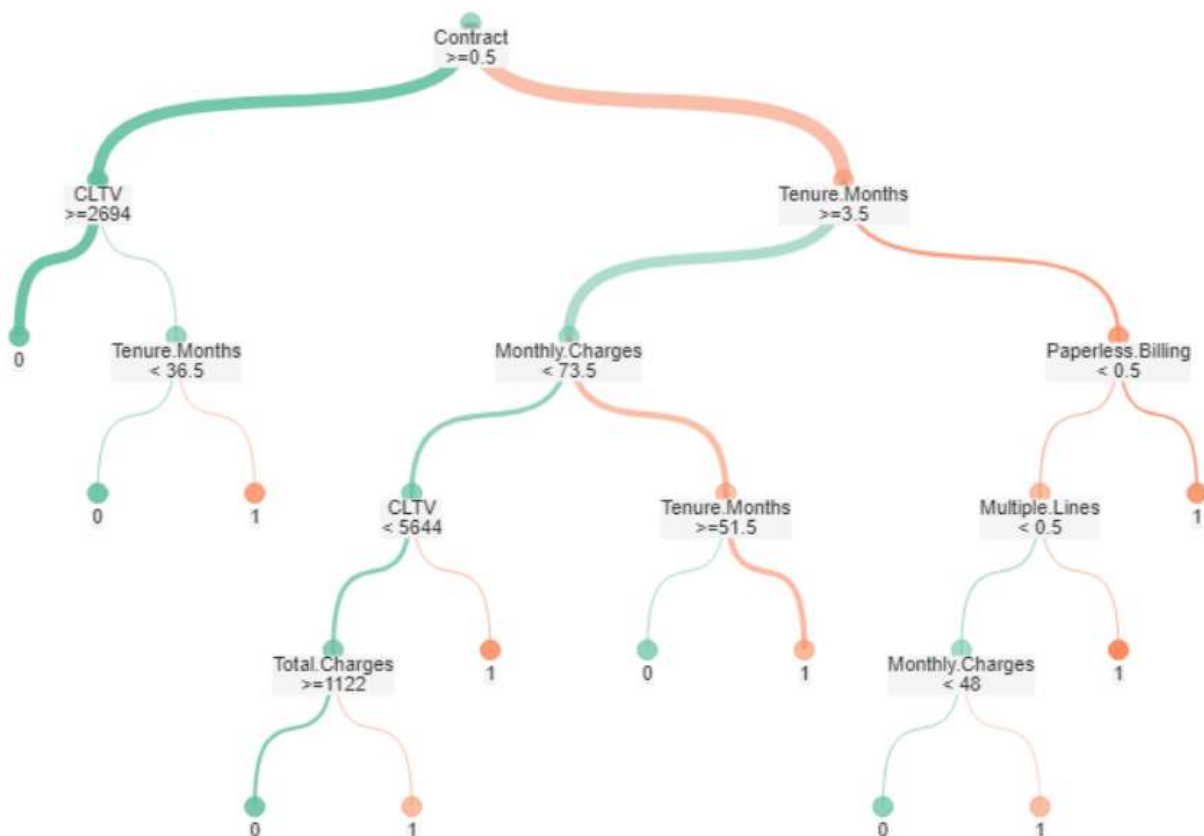 Contract
>=0.5
CLTV
>=2694
Tenure.Months
>=3.5
0
Tenure.Months
< 36.5
Monthly.Charges
< 73.5
Paperless.Billing
< 0.5
0
1
CLTV
< 5644
Tenure.Months
>=51.5
Multiple.Lines
< 0.5
1
Total.Charges
>=1122
1
0
1
Monthly.Charges
< 48
1
0
1
0
1